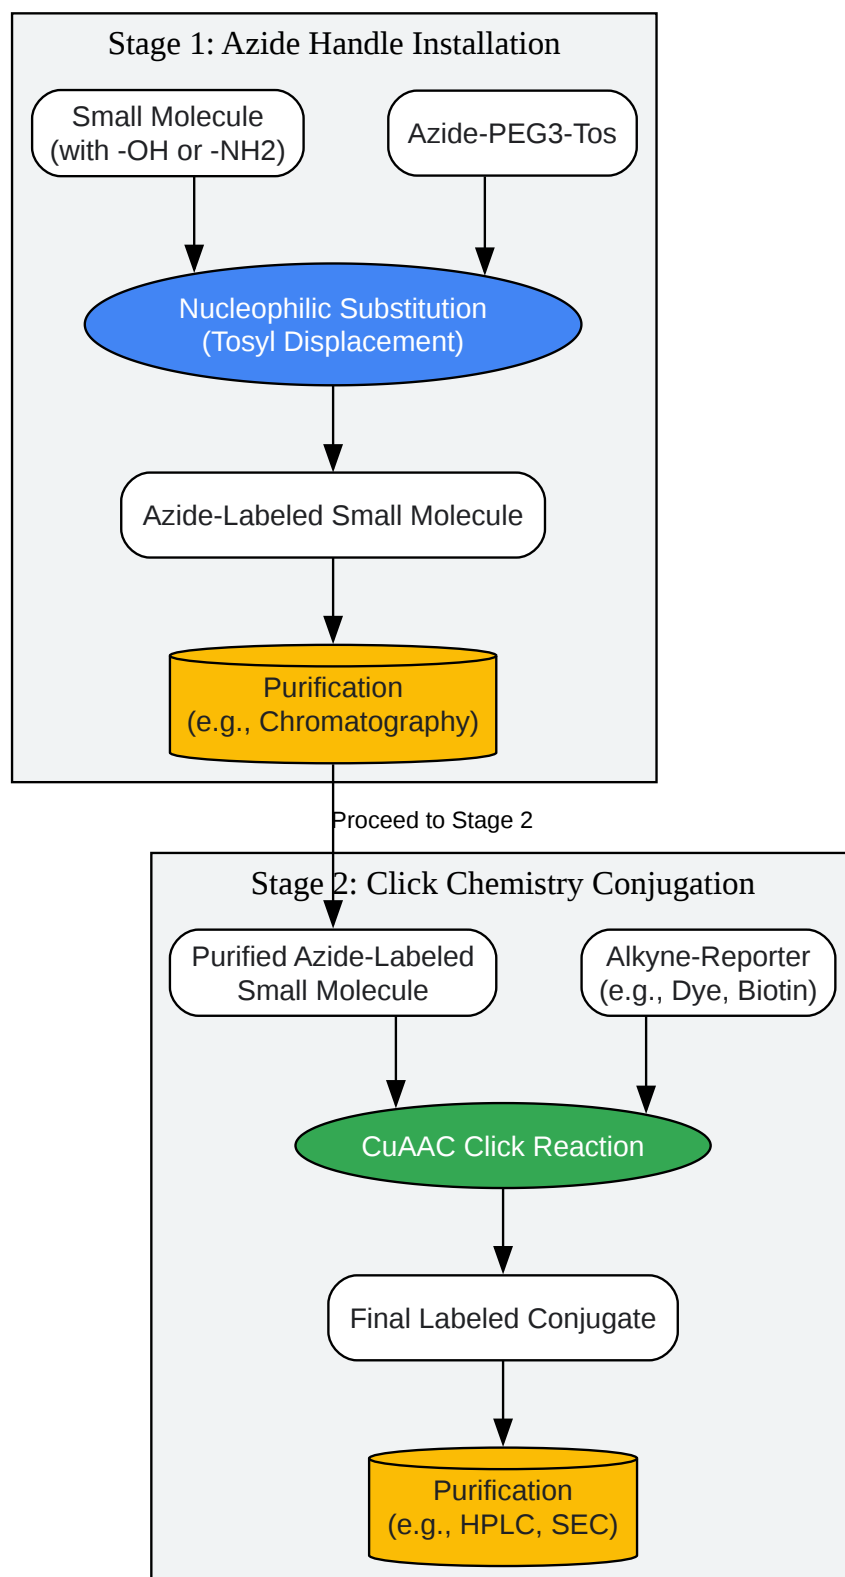 Stage 1: Azide Handle Installation
Small Molecule
(with -OH or -NH2)
Azide-PEG3-Tos
Nucleophilic Substitution
(Tosyl Displacement)
Azide-Labeled Small Molecule
Purification
(e.g., Chromatography)
Proceed to Stage 2
Stage 2: Click Chemistry Conjugation
Purified Azide-Labeled
Small Molecule
Alkyne-Reporter
(e.g., Dye, Biotin)
CuAAC Click Reaction
Final Labeled Conjugate
Purification
(e.g., HPLC, SEC)